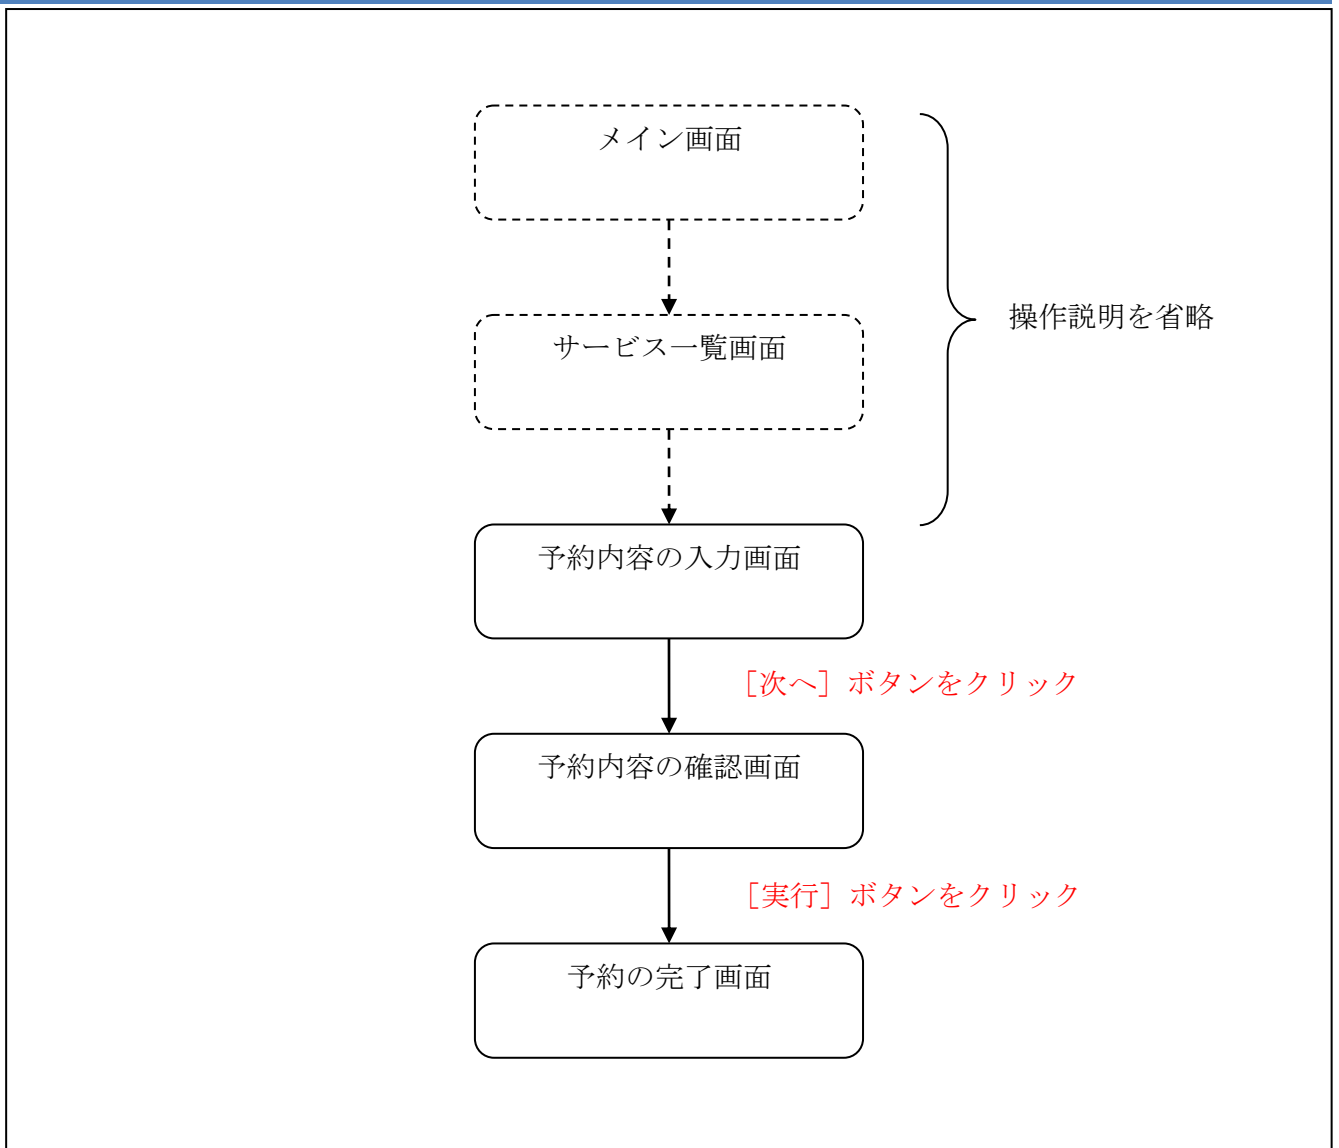 メイン画面
サービス一覧画面
操作説明を省略
予約内容の入力画面
［次へ］ボタンをクリック
予約内容の確認画面
［実行］ボタンをクリック
予約の完了画面